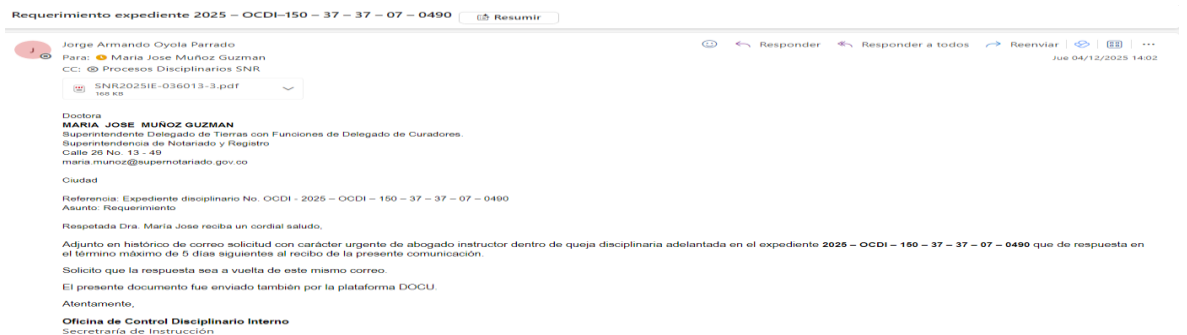 Requerimiento expediente 2025 – OCDI–150 – 37 – 37 – 07 – 0490 Resumir
J
Jorge Armando Oyola Parrado
Responder Responder a todos Reenviar
Para: Maria Jose Muñoz Guzman
Jue 04/12/2025 14:02
CC: Procesos Disciplinarios SNR
SNR2025IE-036013-3.pdf
168 KB
Doctora
MARIA JOSE MUÑOZ GUZMAN
Superintendente Delegado de Tierras con Funciones de Delegado de Curadores.
Superintendencia de Notariado y Registro
Calle 26 No. 13 - 49
maria.munoz@supernotariado.gov.co
Ciudad
Referencia: Expediente disciplinario No. OCDI - 2025 – OCDI – 150 – 37 – 37 – 07 – 0490
Asunto: Requerimiento
Respetada Dra. María Jose reciba un cordial saludo,
Adjunto en histórico de correo solicitud con carácter urgente de abogado instructor dentro de queja disciplinaria adelantada en el expediente 2025 – OCDI – 150 – 37 – 37 – 07 – 0490 que de respuesta en
el término máximo de 5 días siguientes al recibo de la presente comunicación.
Solicito que la respuesta sea a vuelta de este mismo correo.
El presente documento fue enviado también por la plataforma DOCU.
Atentamente,
Oficina de Control Disciplinario Interno
Secretraría de Instrucción